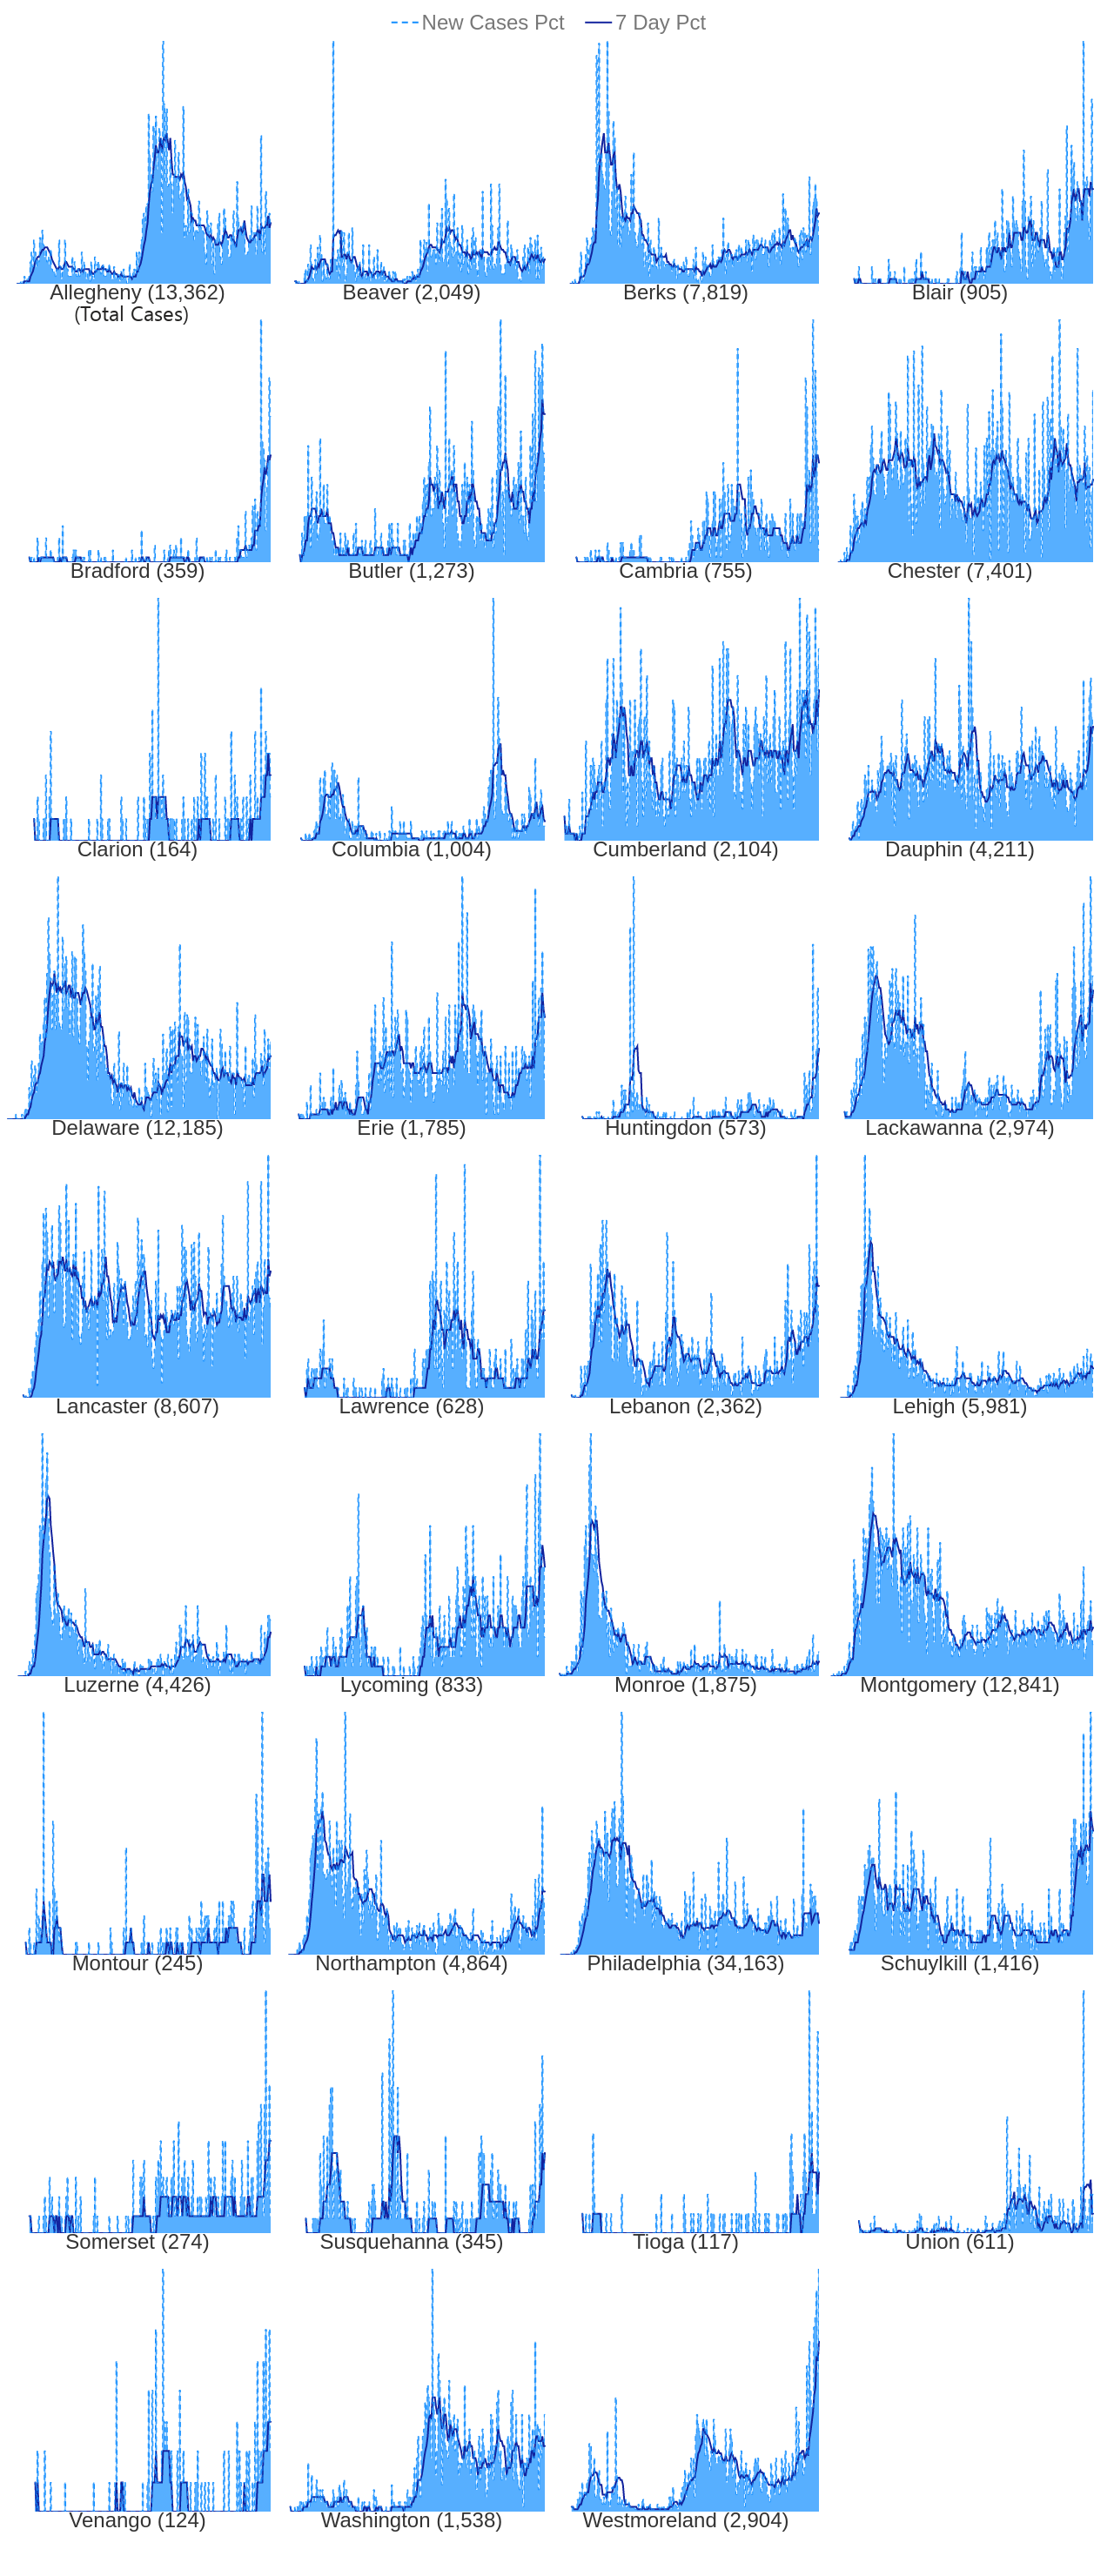 New Cases Pct 7 Day Pct
Allegheny (13,362) Beaver (2,049) Berks (7,819) Blair (905)
(Total Cases)
Bradford (359) Butler (1,273) Cambria (755) Chester (7,401)
Clarion (164) Columbia (1,004) Cumberland (2,104) Dauphin (4,211)
Delaware (12,185) Erie (1,785) Huntingdon (573) Lackawanna (2,974)
Lancaster (8,607) Lawrence (628) Lebanon (2,362) Lehigh (5,981)
Luzerne (4,426) Lycoming (833) Monroe (1,875) Montgomery (12,841)
Montour (245) Northampton (4,864) Philadelphia (34,163) Schuylkill (1,416)
Somerset (274) Susquehanna (345) Tioga (117) Union (611)
Venango (124) Washington (1,538) Westmoreland (2,904)